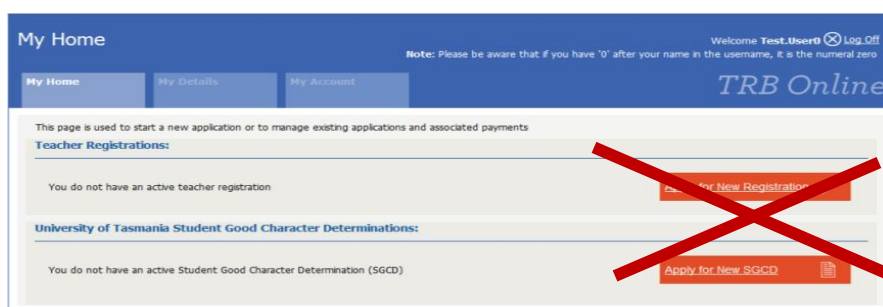 My Home
Welcome Test.User0 Log Off
Note: Please be aware that if you have '0' after your name in the username, it is the numeral zero
My Home My Details My Account
TRB Online
This page is used to start a new application or to manage existing applications and associated payments
Teacher Registrations:
You do not have an active teacher registration
Apply for New Registration
University of Tasmania Student Good Character Determinations:
You do not have an active Student Good Character Determination (SGCD)
Apply for New SGCD